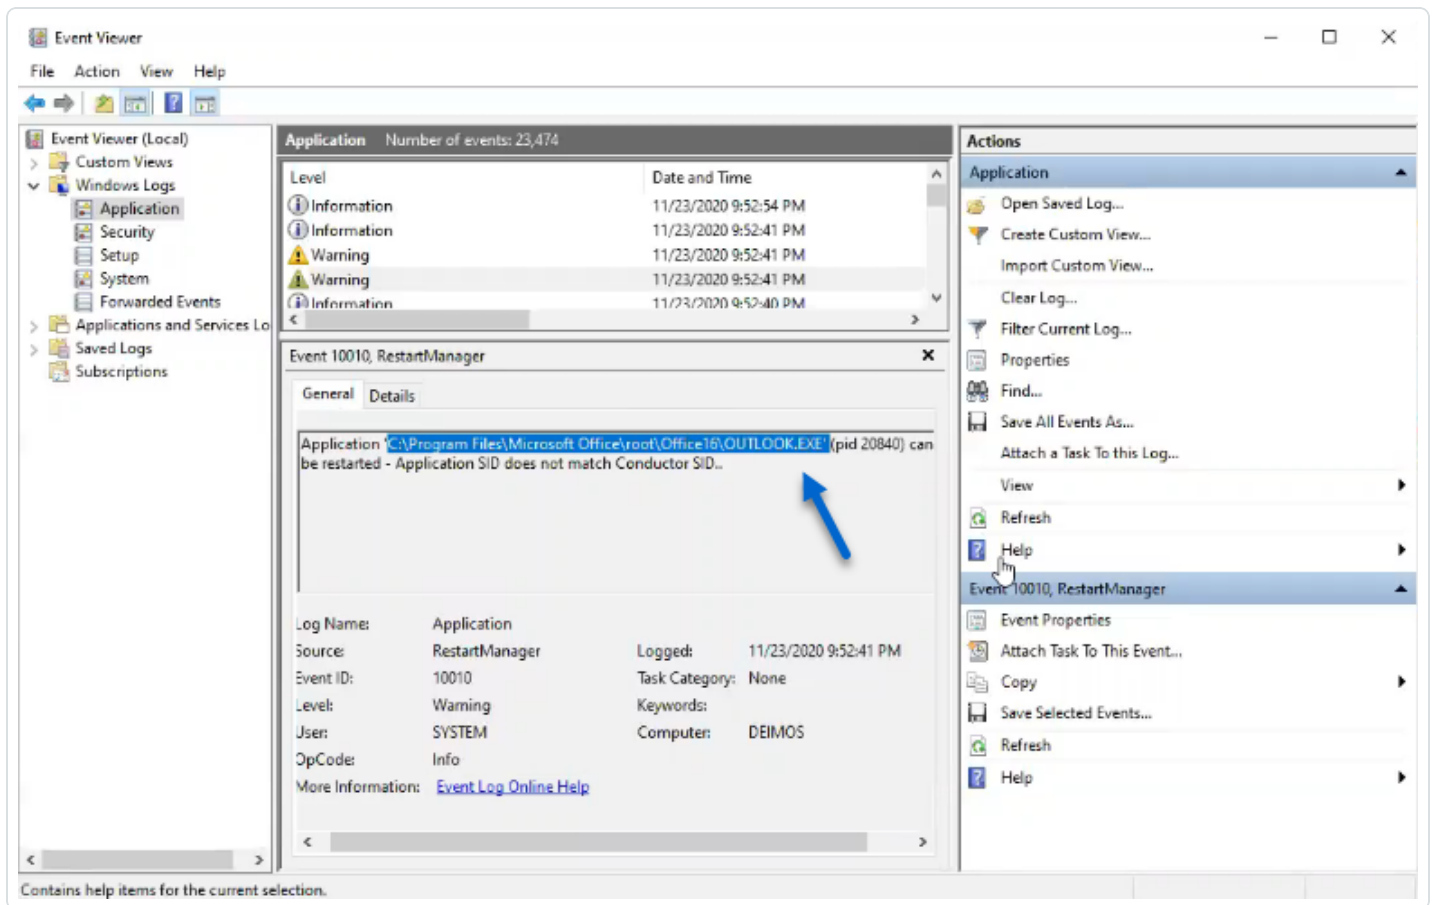 Event Viewer
File Action View Help
Event Viewer (Local)
Custom Views
Windows Logs
Application
Security
Setup
System
Forwarded Events
Applications and Services Lo
Saved Logs
Subscriptions
Application Number of events: 23,474
Level Date and Time
Information 11/23/2020 9:52:54 PM
Information 11/23/2020 9:52:41 PM
Warning 11/23/2020 9:52:41 PM
Warning 11/23/2020 9:52:41 PM
Information 11/23/2020 9:52:40 PM
Event 10010, RestartManager
General Details
Application 'C:\Program Files\Microsoft Office\root\Office16\OUTLOOK.EXE' (pid 20840) can
be restarted - Application SID does not match Conductor SID..
Log Name: Application
Source: RestartManager Logged: 11/23/2020 9:52:41 PM
Event ID: 10010 Task Category: None
Level: Warning Keywords:
User: SYSTEM Computer: DEIMOS
OpCode: Info
More Information: Event Log Online Help
Actions
Application
Open Saved Log...
Create Custom View...
Import Custom View...
Clear Log...
Filter Current Log...
Properties
Find...
Save All Events As...
Attach a Task To this Log...
View
Refresh
Help
Event 10010, RestartManager
Event Properties
Attach Task To This Event...
Copy
Save Selected Events...
Refresh
Help
Contains help items for the current selection.